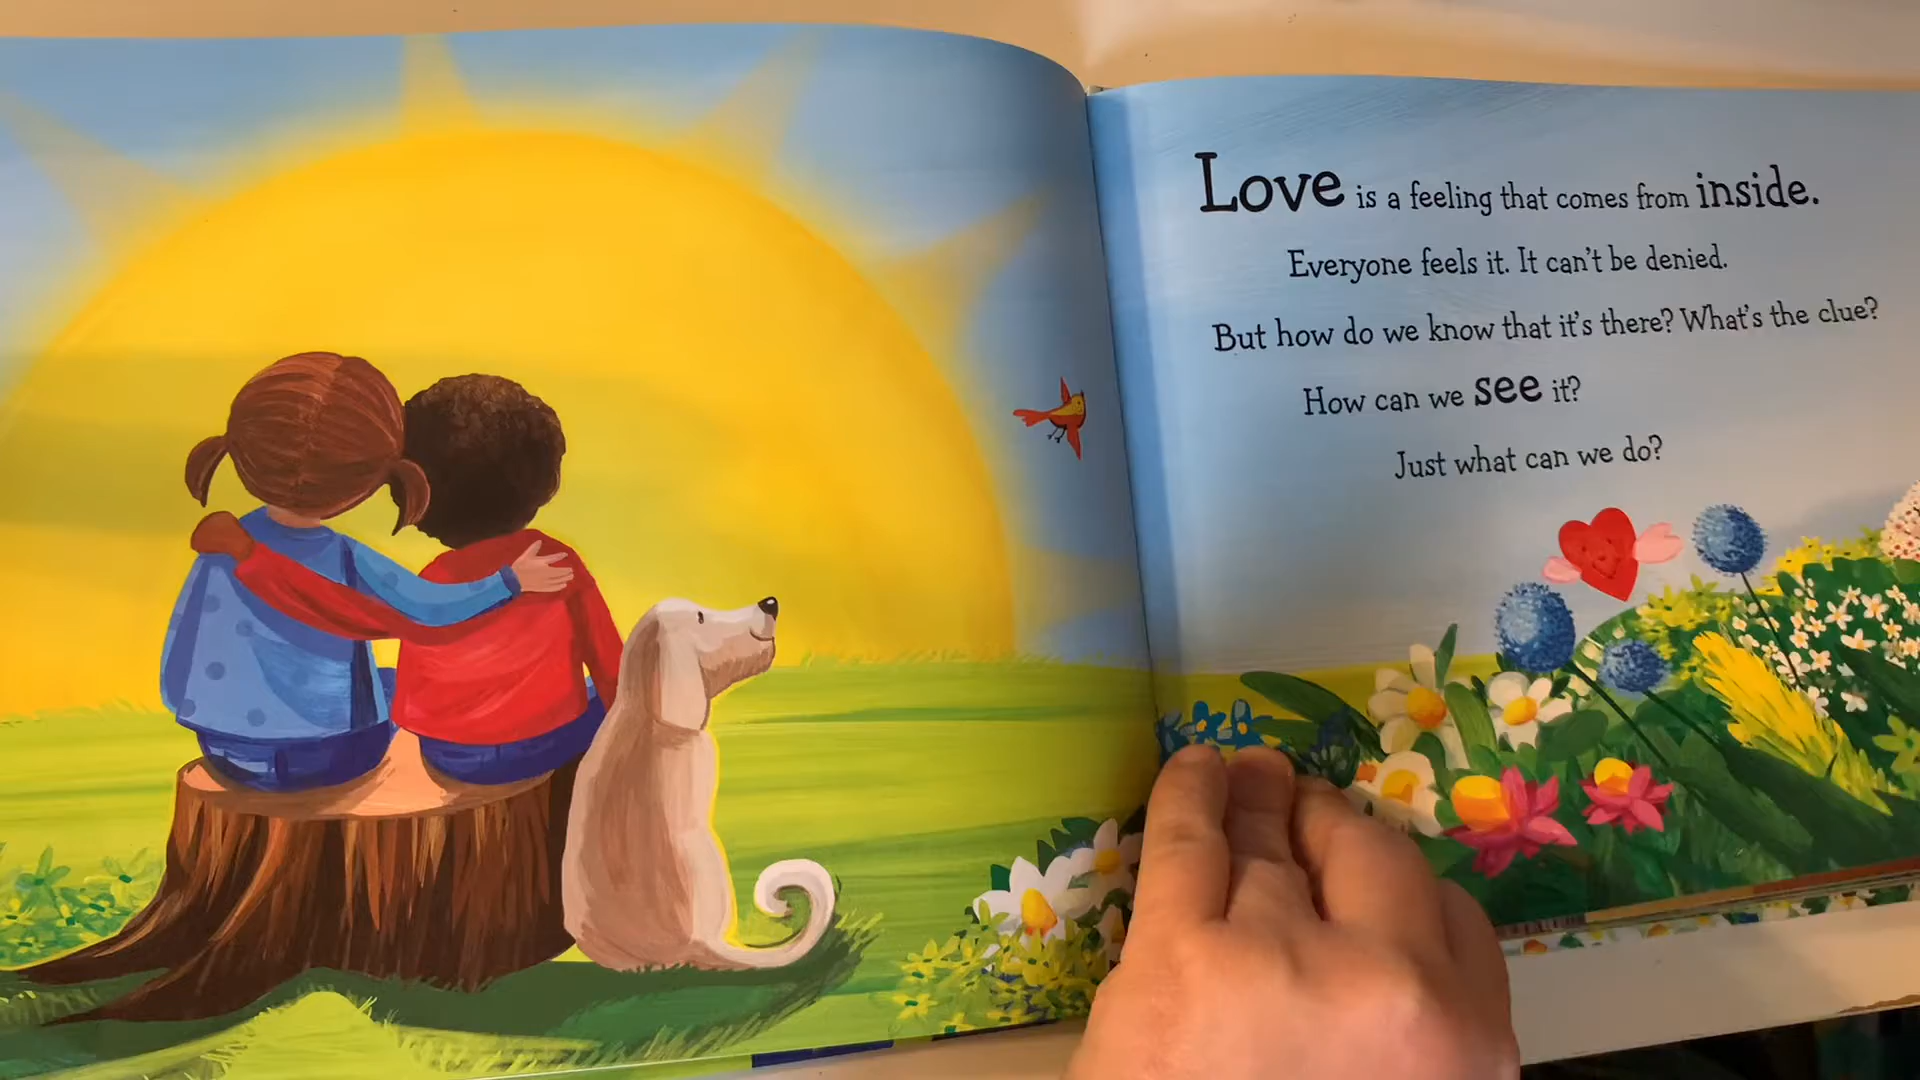 Love is a feeling that comes from inside.
Everyone feels it. It can't be denied.
But how do we know that it's there? What's the clue?
How can we see it?
Just what can we do?